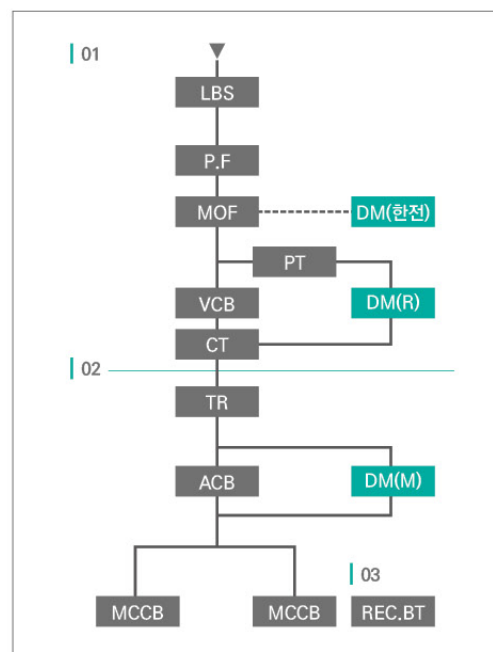 01
LBS
P.F
MOF
DM(한전)
PT
VCB
DM(R)
CT
02
TR
ACB
DM(M)
03
MCCB
MCCB
REC.BT